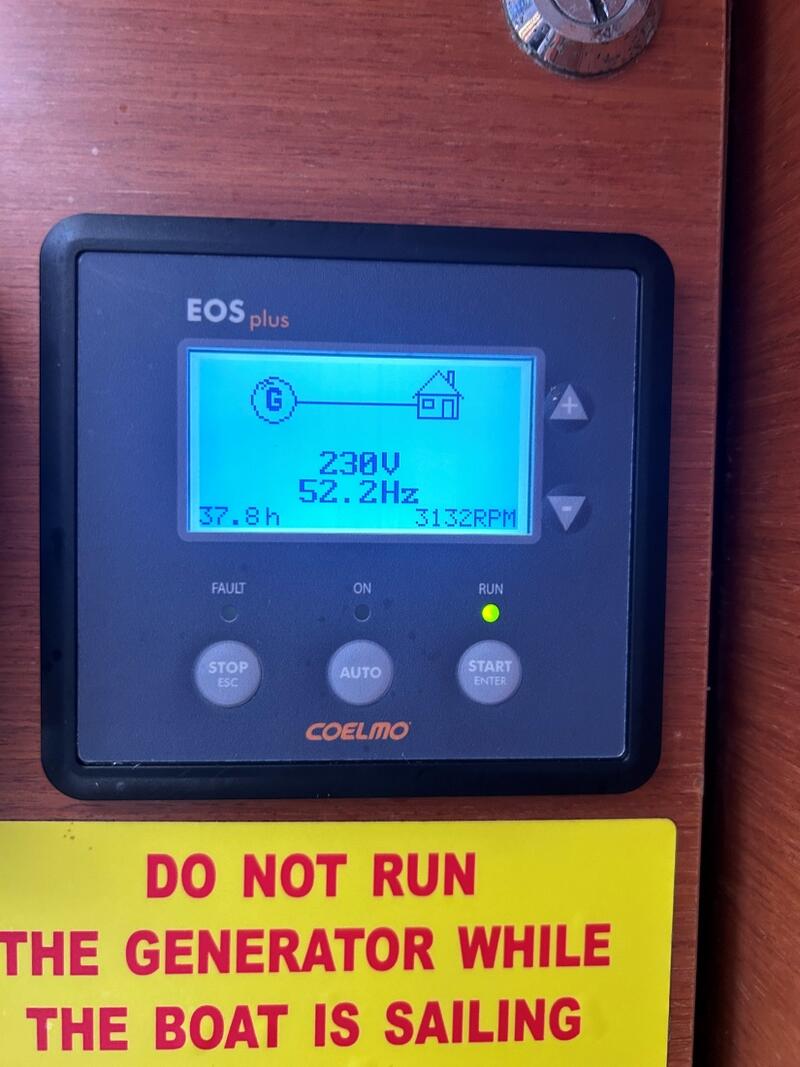 EOS plus
G
230V
52.2Hz
37.8h 3132RPM
+
-
FAULT ON RUN
STOP AUTO START
ESC ENTER
COELMO
DO NOT RUN
THE GENERATOR WHILE
THE BOAT IS SAILING